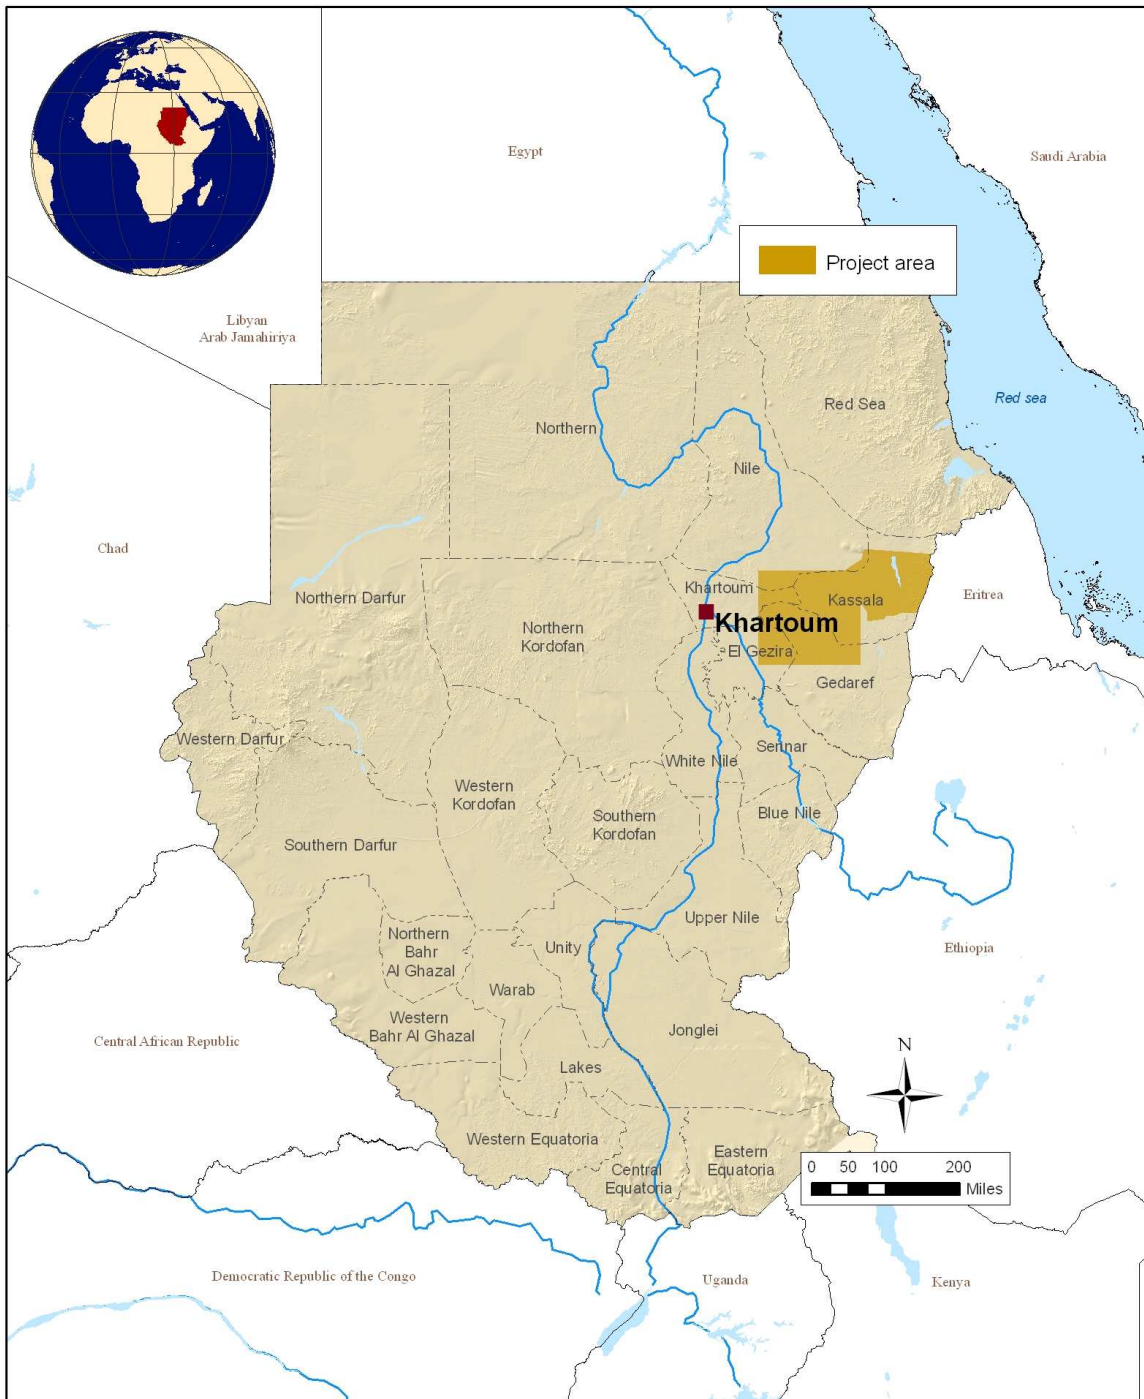 Egypt
Saudi Arabia
Project area
Libyan
Arab Jamahiriya
Red Sea
Red sea
Northern
Nile
Chad
Khartoum
Kassala
Eritrea
Northern Darfur
Khartoum
Northern
Kordofan
El Gezira
Gedaref
Western Darfur
Sennar
White Nile
Western
Kordofan
Southern
Kordofan
Blue Nile
Southern Darfur
Upper Nile
Northern
Bahr
Al Ghazal
Unity
Ethiopia
Warab
Western
Bahr Al Ghazal
Jonglei
Central African Republic
N
Lakes
Western Equatoria
Eastern
Equatoria
Central
Equatoria
0 50 100 200
Miles
Democratic Republic of the Congo
Uganda
Kenya